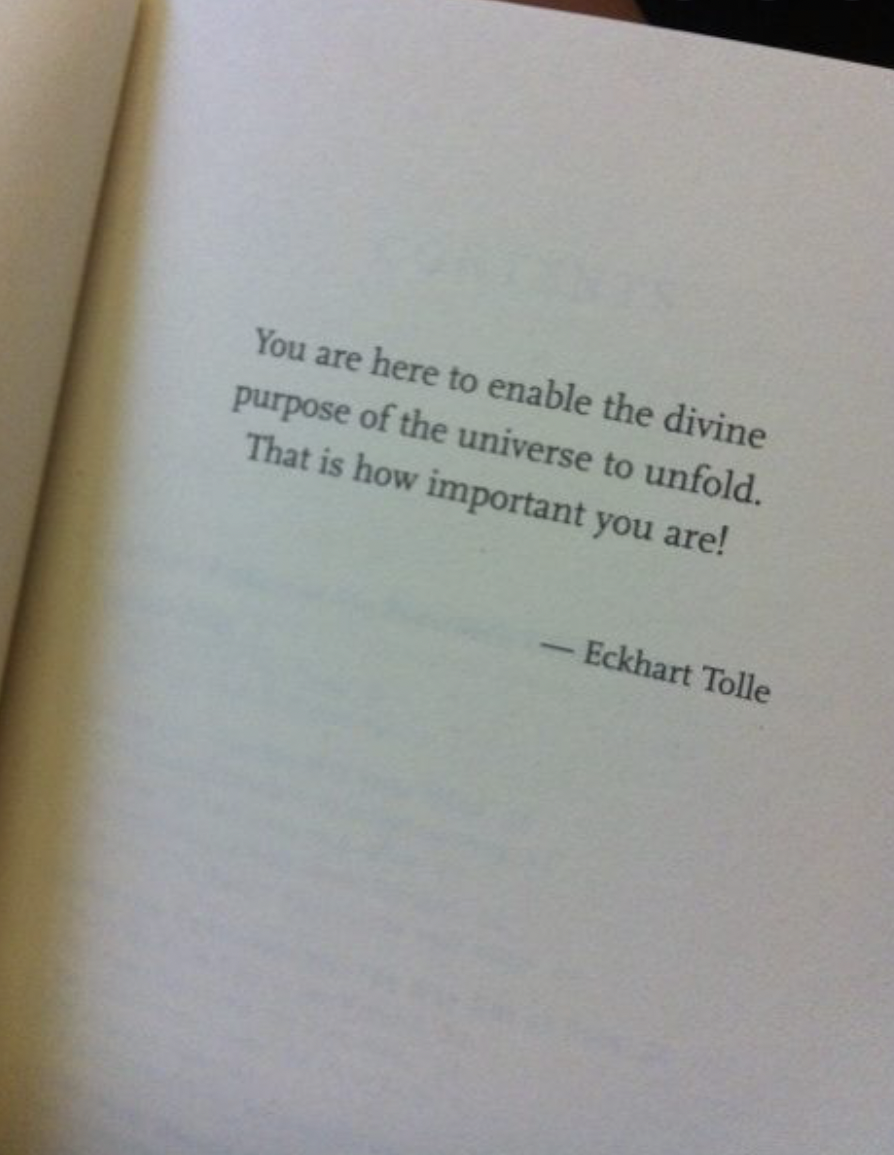 You are here to enable the divine
purpose of the universe to unfold.
That is how important you are!
— Eckhart Tolle